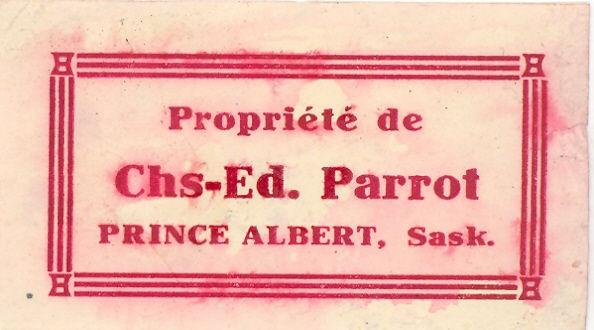 Propriété de
Chs-Ed. Parrot
PRINCE ALBERT, Sask.